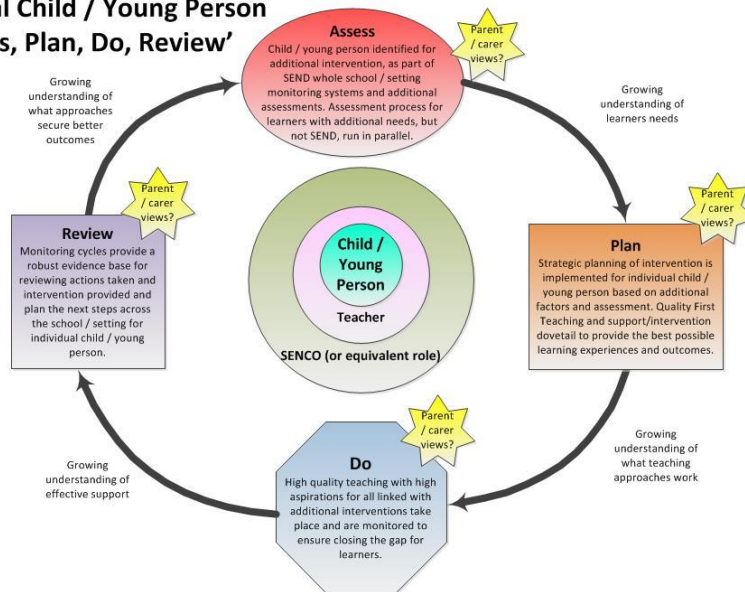 al Child / Young Person
s, Plan, Do, Review’
Assess
Child / young person identified for
additional intervention, as part of
SEND whole school / setting
monitoring systems and additional
assessments. Assessment process for
learners with additional needs, but
not SEND, run in parallel.
Parent
/ carer
views?
Growing
understanding of
learners needs
Parent
/ carer
views?
Plan
Strategic planning of intervention is
implemented for individual child /
young person based on additional
factors and assessment. Quality First
Teaching and support/intervention
dovetail to provide the best possible
learning experiences and outcomes.
Growing
understanding of
what teaching
approaches work
Parent
/ carer
views?
Do
High quality teaching with high
aspirations for all linked with
additional interventions take
place and are monitored to
ensure closing the gap for
learners.
Growing
understanding of
effective support
Parent
/ carer
views?
Review
Monitoring cycles provide a
robust evidence base for
reviewing actions taken and
intervention provided and
plan the next steps across
the school / setting for
individual child / young
person.
Growing
understanding of
what approaches
secure better
outcomes
Child /
Young
Person
Teacher
SENCO (or equivalent role)